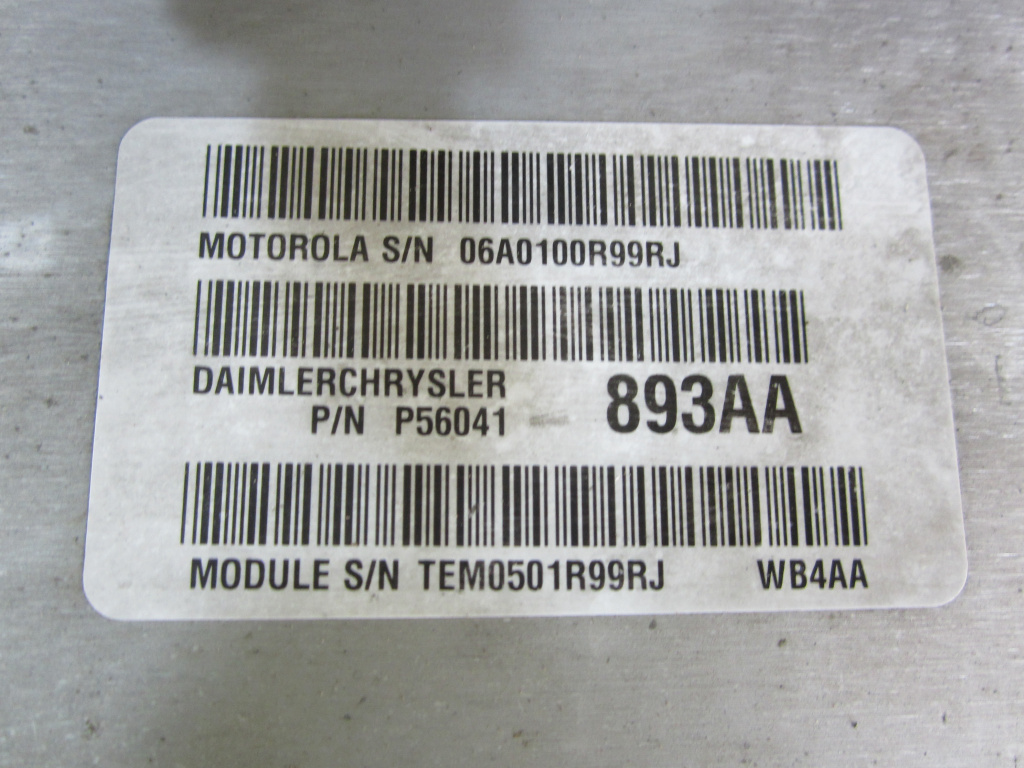 MOTOROLA S/N 06A0100R99RJ
DAIMLERCHRYSLER
P/N P56041 893AA
MODULE S/N TEM0501R99RJ WB4AA